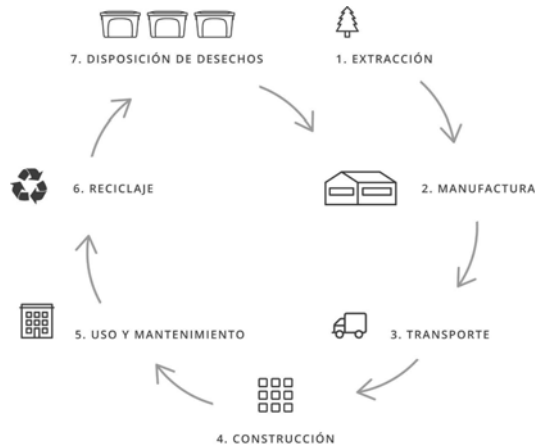 7. DISPOSICIÓN DE DESECHOS
1. EXTRACCIÓN
6. RECICLAJE
2. MANUFACTURA
5. USO Y MANTENIMIENTO
3. TRANSPORTE
4. CONSTRUCCIÓN